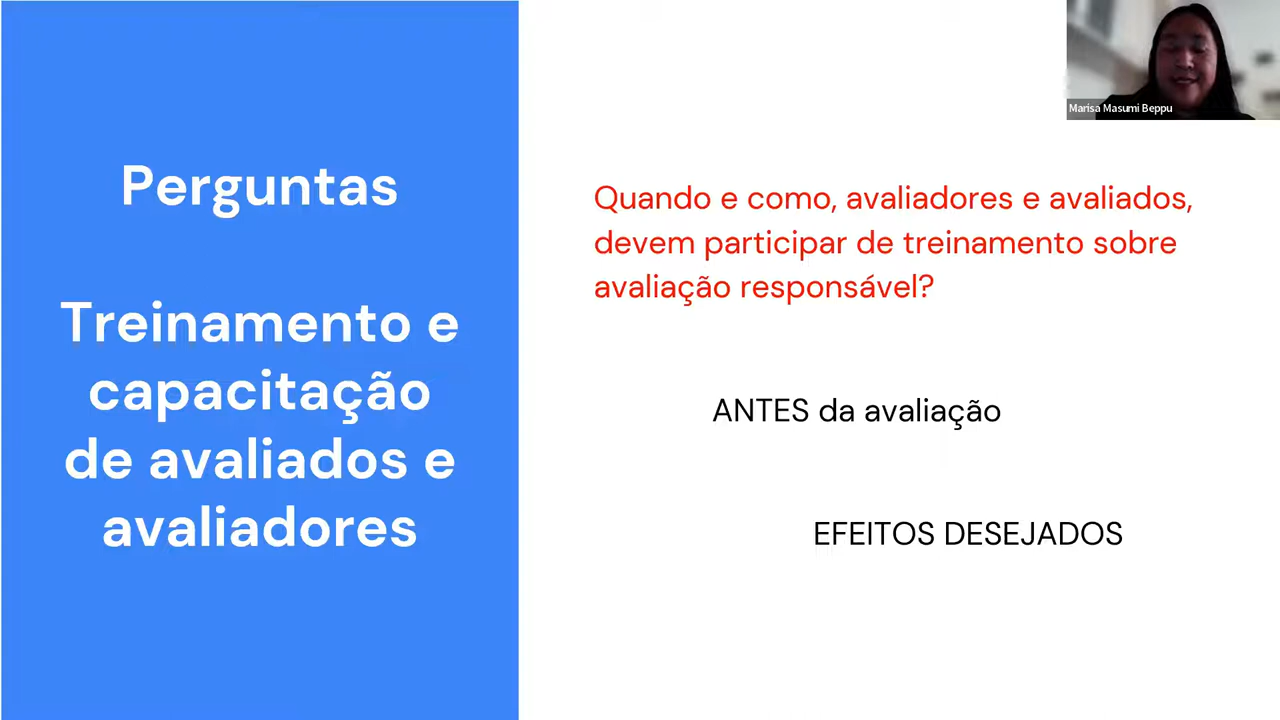 Perguntas
Treinamento e
capacitação
de avaliados e
avaliadores
Marisa Masumi Beppu
Quando e como, avaliadores e avaliados,
devem participar de treinamento sobre
avaliação responsável?
ANTES da avaliação
EFEITOS DESEJADOS